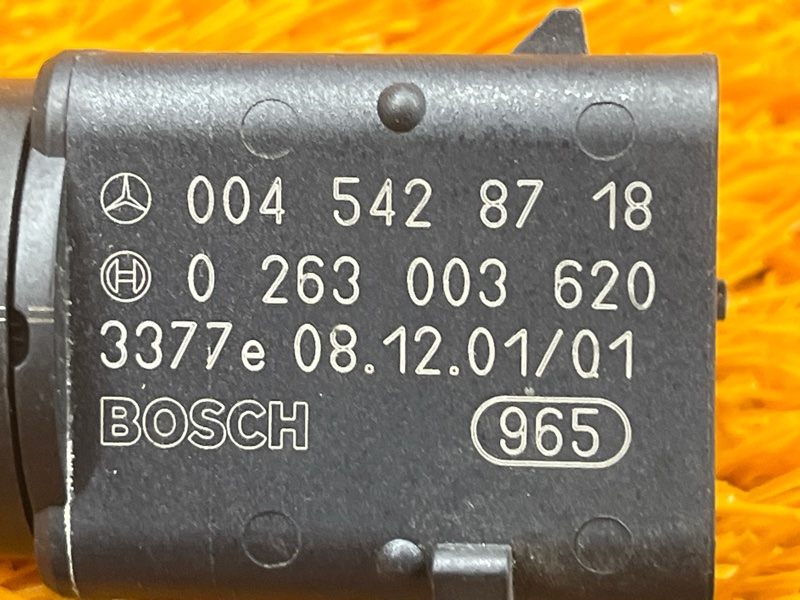 004 542 87 18
H 0 263 003 620
3377e 08.12.01/01
BOSCH 965